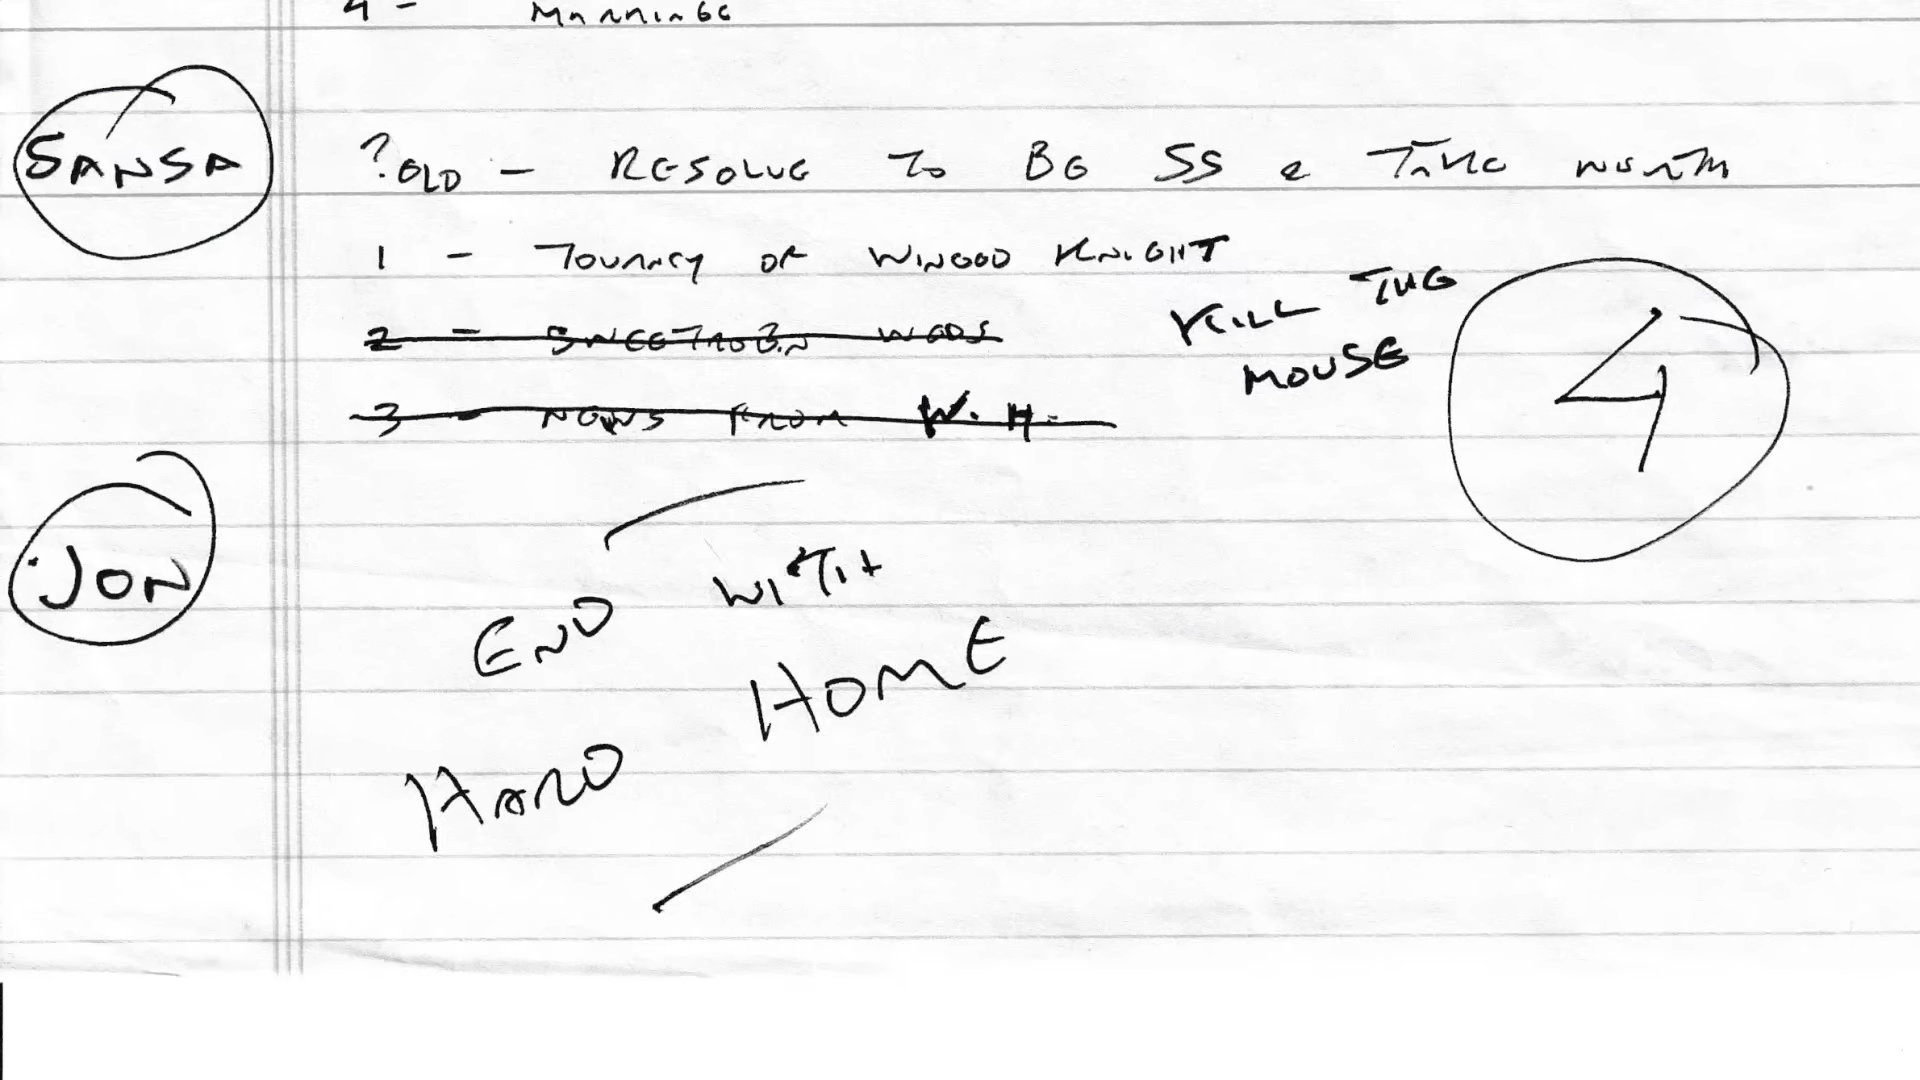 4 - MARRIAGE
SANSA
?OLD - RESOLVE TO BE SS & TAKE NORTH
1 - TOURNEY OF WINGED KNIGHT
2 - SWEETROBIN WEDS
3 - NEWS FROM W. H.
KILL THE
MOUSE
4
JON
END WITH
HARD HOME